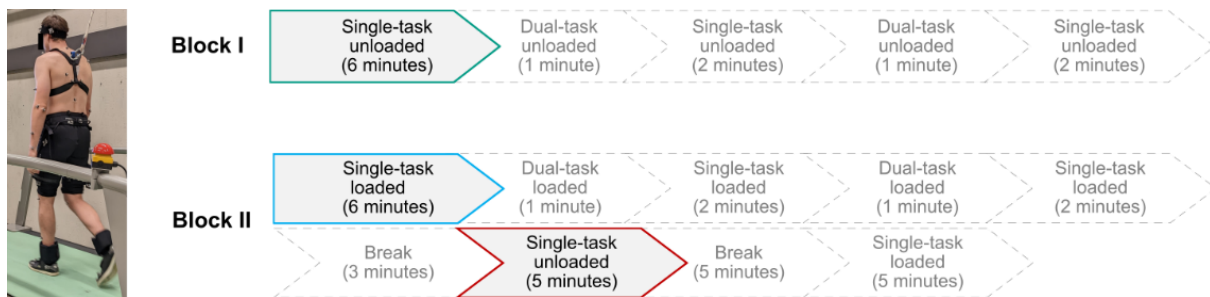 Block I
Single-task
unloaded
(6 minutes)
Dual-task
unloaded
(1 minute)
Single-task
unloaded
(2 minutes)
Dual-task
unloaded
(1 minute)
Single-task
unloaded
(2 minutes)
Block II
Single-task
loaded
(6 minutes)
Dual-task
loaded
(1 minute)
Single-task
loaded
(2 minutes)
Dual-task
loaded
(1 minute)
Single-task
loaded
(2 minutes)
Break
(3 minutes)
Single-task
unloaded
(5 minutes)
Break
(5 minutes)
Single-task
loaded
(5 minutes)